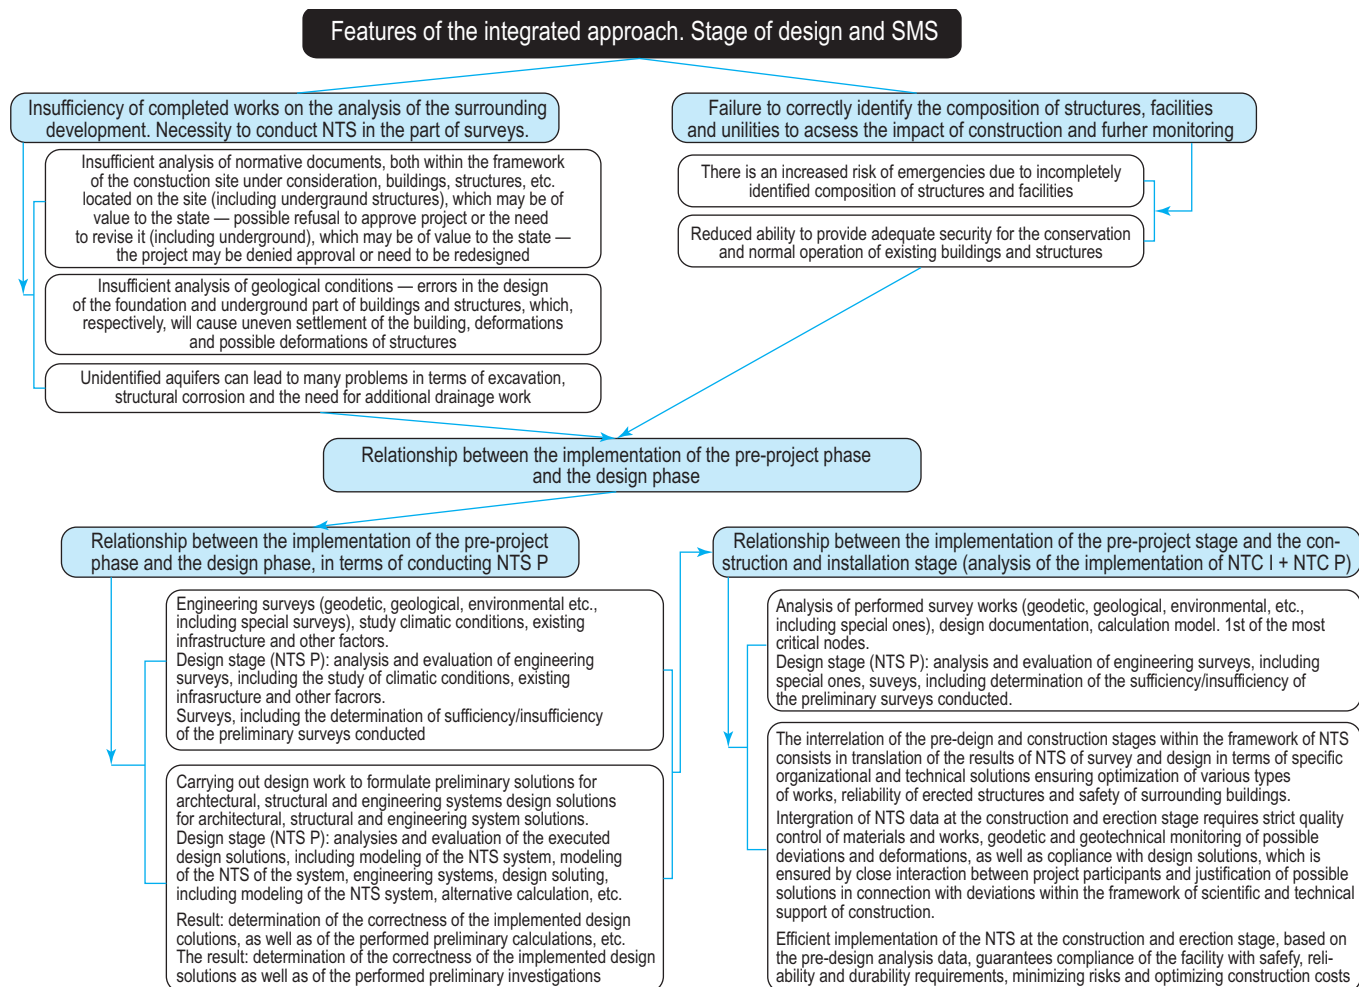 Features of the integrated approach. Stage of design and SMS
Insufficiency of completed works on the analysis of the surrounding
development. Necessity to conduct NTS in the part of surveys.
Insufficient analysis of normative documents, both within the framework
of the constuction site under consideration, buildings, structures, etc.
located on the site (including undergraund structures), which may be of
value to the state — possible refusal to approve project or the need
to revise it (including underground), which may be of value to the state —
the project may be denied approval or need to be redesigned
Insufficient analysis of geological conditions — errors in the design
of the foundation and underground part of buildings and structures, which,
respectively, will cause uneven settlement of the building, deformations
and possible deformations of structures
Unidentified aquifers can lead to many problems in terms of excavation,
structural corrosion and the need for additional drainage work
Failure to correctly identify the composition of structures, facilities
and unilities to acsess the impact of construction and furher monitoring
There is an increased risk of emergencies due to incompletely
identified composition of structures and facilities
Reduced ability to provide adequate security for the conservation
and normal operation of existing buildings and structures
Relationship between the implementation of the pre-project phase
and the design phase
Relationship between the implementation of the pre-project
phase and the design phase, in terms of conducting NTS P
Engineering surveys (geodetic, geological, environmental etc.,
including special surveys), study climatic conditions, existing
infrastructure and other factors.
Design stage (NTS P): analysis and evaluation of engineering
surveys, including the study of climatic conditions, existing
infrasructure and other facrors.
Surveys, including the determination of sufficiency/insufficiency
of the preliminary surveys conducted
Carrying out design work to formulate preliminary solutions for
archtectural, structural and engineering systems design solutions
for architectural, structural and engineering system solutions.
Design stage (NTS P): analysies and evaluation of the executed
design solutions, including modeling of the NTS system, modeling
of the NTS of the system, engineering systems, design soluting,
including modeling of the NTS system, alternative calculation, etc.
Result: determination of the correctness of the implemented design
colutions, as well as of the performed preliminary calculations, etc.
The result: determination of the correctness of the implemented design
solutions as well as of the performed preliminary investigations
Relationship between the implementation of the pre-project stage and the con-
struction and installation stage (analysis of the implementation of NTC I + NTC P)
Analysis of performed survey works (geodetic, geological, environmental, etc.,
including special ones), design documentation, calculation model. 1st of the most
critical nodes.
Design stage (NTS P): analysis and evaluation of engineering surveys, including
special ones, suveys, including determination of the sufficiency/insufficiency of
the preliminary surveys conducted.
The interrelation of the pre-deign and construction stages within the framework of NTS
consists in translation of the results of NTS of survey and design in terms of specific
organizational and technical solutions ensuring optimization of various types
of works, reliability of erected structures and safety of surrounding buildings.
Intergration of NTS data at the construction and erection stage requires strict quality
control of materials and works, geodetic and geotechnical monitoring of possible
deviations and deformations, as well as copliance with design solutions, which is
ensured by close interaction between project participants and justification of possible
solutions in connection with deviations within the framework of scientific and technical
support of construction.
Efficient implementation of the NTS at the construction and erection stage, based on
the pre-design analysis data, guarantees compliance of the facility with safefy, reli-
ability and durability requirements, minimizing risks and optimizing construction costs